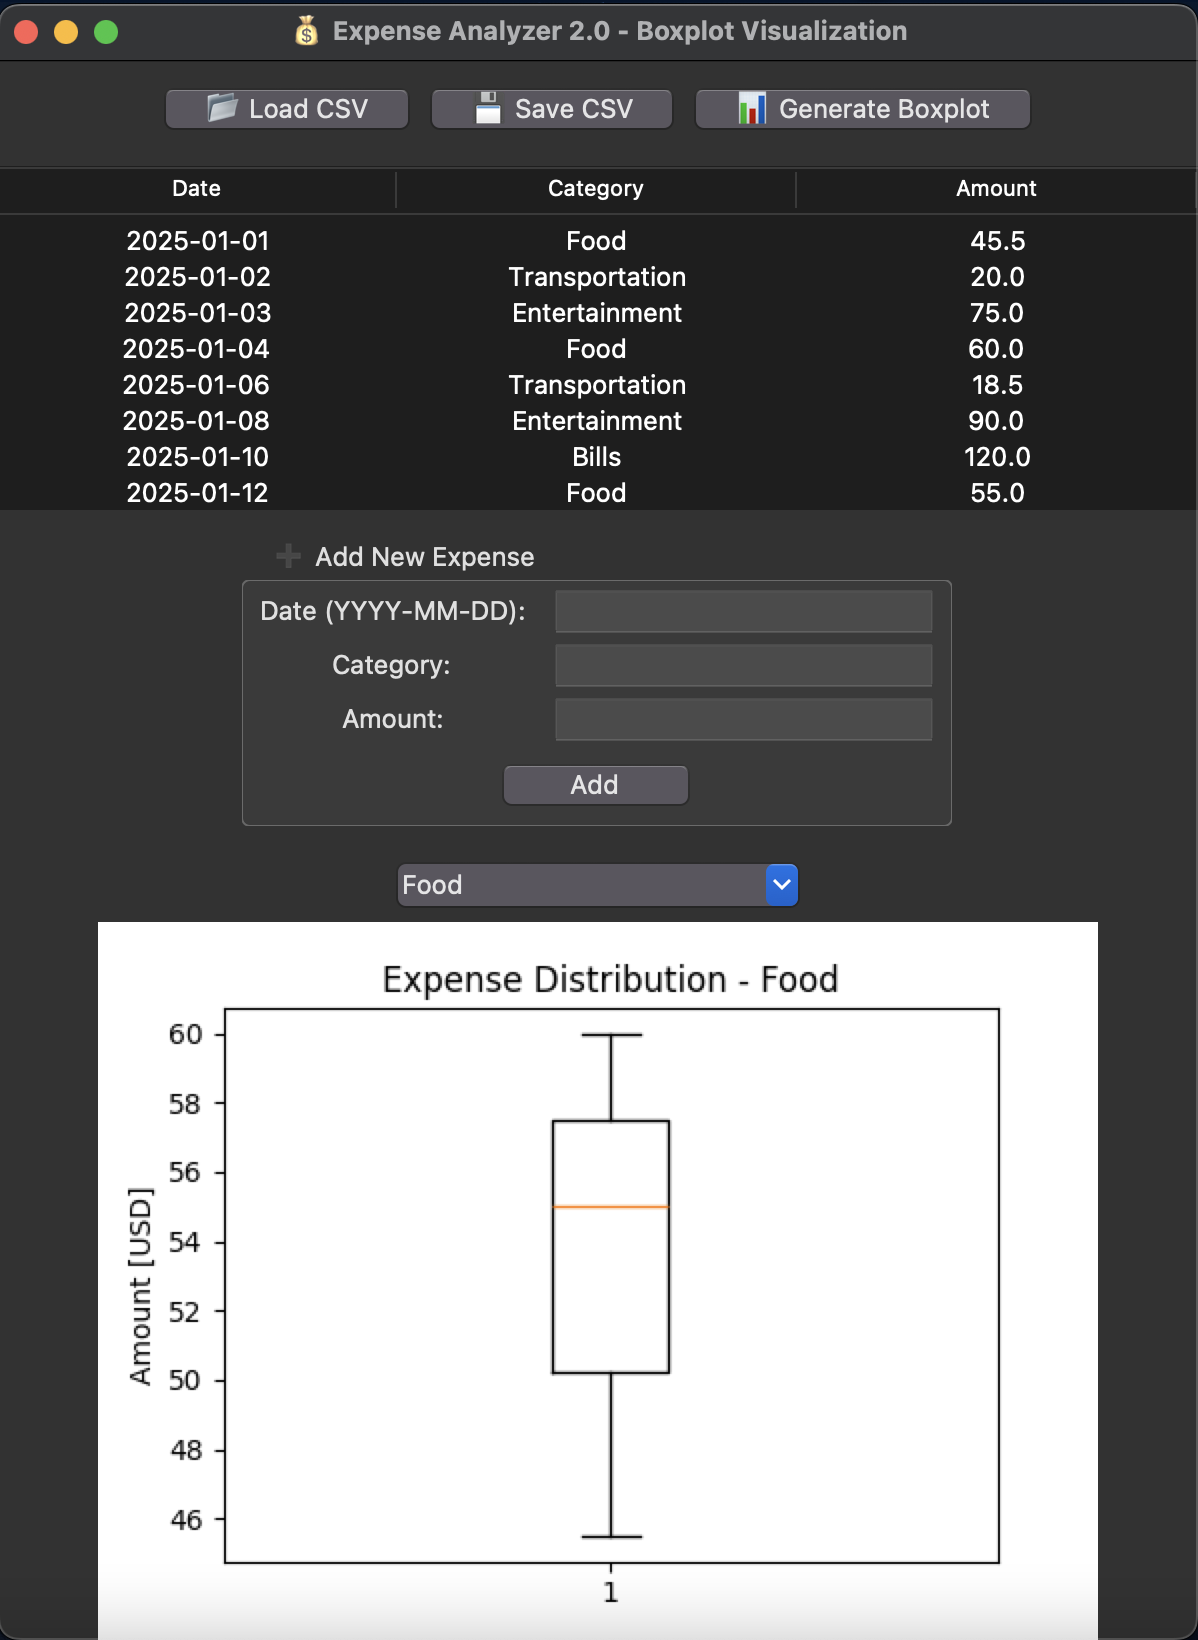 Expense Analyzer 2.0 - Boxplot Visualization
Load CSV Save CSV Generate Boxplot
Date Category Amount
2025-01-01 Food 45.5
2025-01-02 Transportation 20.0
2025-01-03 Entertainment 75.0
2025-01-04 Food 60.0
2025-01-06 Transportation 18.5
2025-01-08 Entertainment 90.0
2025-01-10 Bills 120.0
2025-01-12 Food 55.0
Add New Expense
Date (YYYY-MM-DD):
Category:
Amount:
Add
Food
Expense Distribution - Food
60
58
56
54
52
50
48
46
Amount [USD]
1